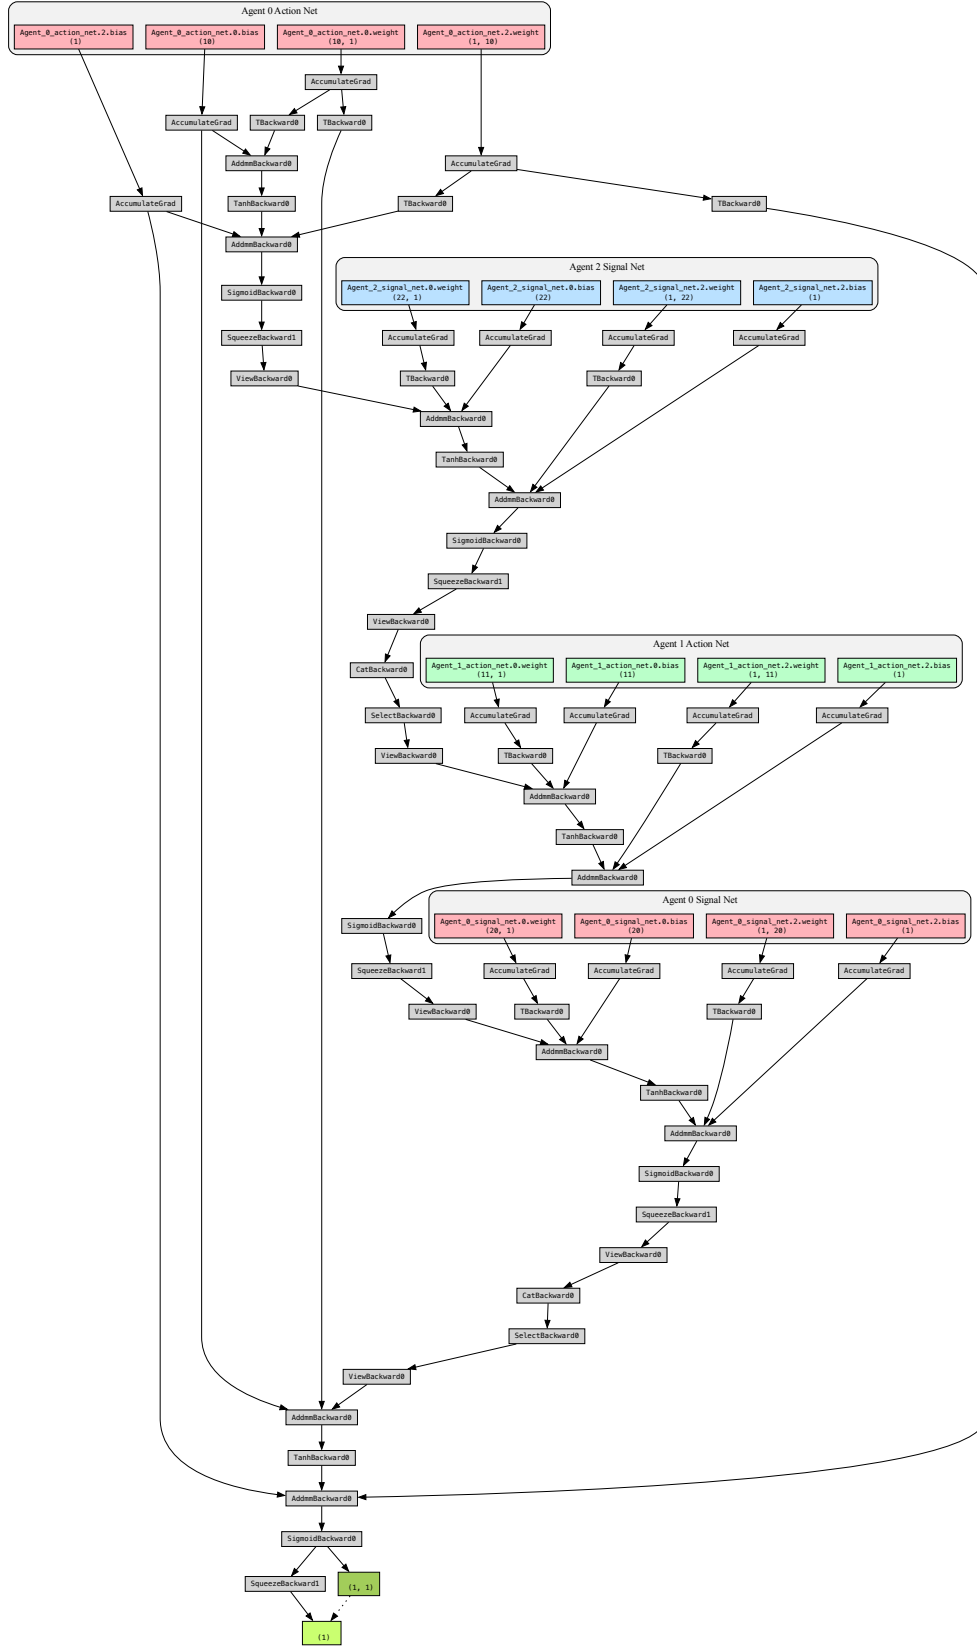 Agent 0 Action Net
Agent_0_action_net.2.bias
(1)
Agent_0_action_net.0.bias
(10)
Agent_0_action_net.0.weight
(10, 1)
Agent_0_action_net.2.weight
(1, 10)
AccumulateGrad
AccumulateGrad
TBackward0
TBackward0
AddmmBackward0
AccumulateGrad
AccumulateGrad
TanhBackward0
TBackward0
TBackward0
AddmmBackward0
Agent 2 Signal Net
Agent_2_signal_net.0.weight
(22, 1)
Agent_2_signal_net.0.bias
(22)
Agent_2_signal_net.2.weight
(1, 22)
Agent_2_signal_net.2.bias
(1)
SigmoidBackward0
SqueezeBackward1
AccumulateGrad
AccumulateGrad
AccumulateGrad
AccumulateGrad
ViewBackward0
TBackward0
TBackward0
AddmmBackward0
TanhBackward0
AddmmBackward0
SigmoidBackward0
SqueezeBackward1
ViewBackward0
CatBackward0
Agent 1 Action Net
Agent_1_action_net.0.weight
(11, 1)
Agent_1_action_net.0.bias
(11)
Agent_1_action_net.2.weight
(1, 11)
Agent_1_action_net.2.bias
(1)
SelectBackward0
AccumulateGrad
AccumulateGrad
AccumulateGrad
AccumulateGrad
ViewBackward0
TBackward0
TBackward0
AddmmBackward0
TanhBackward0
AddmmBackward0
Agent 0 Signal Net
Agent_0_signal_net.0.weight
(20, 1)
Agent_0_signal_net.0.bias
(20)
Agent_0_signal_net.2.weight
(1, 20)
Agent_0_signal_net.2.bias
(1)
SigmoidBackward0
SqueezeBackward1
AccumulateGrad
AccumulateGrad
AccumulateGrad
AccumulateGrad
ViewBackward0
TBackward0
TBackward0
AddmmBackward0
TanhBackward0
AddmmBackward0
SigmoidBackward0
SqueezeBackward1
ViewBackward0
CatBackward0
SelectBackward0
ViewBackward0
AddmmBackward0
TanhBackward0
AddmmBackward0
SigmoidBackward0
SqueezeBackward1
(1, 1)
(1)